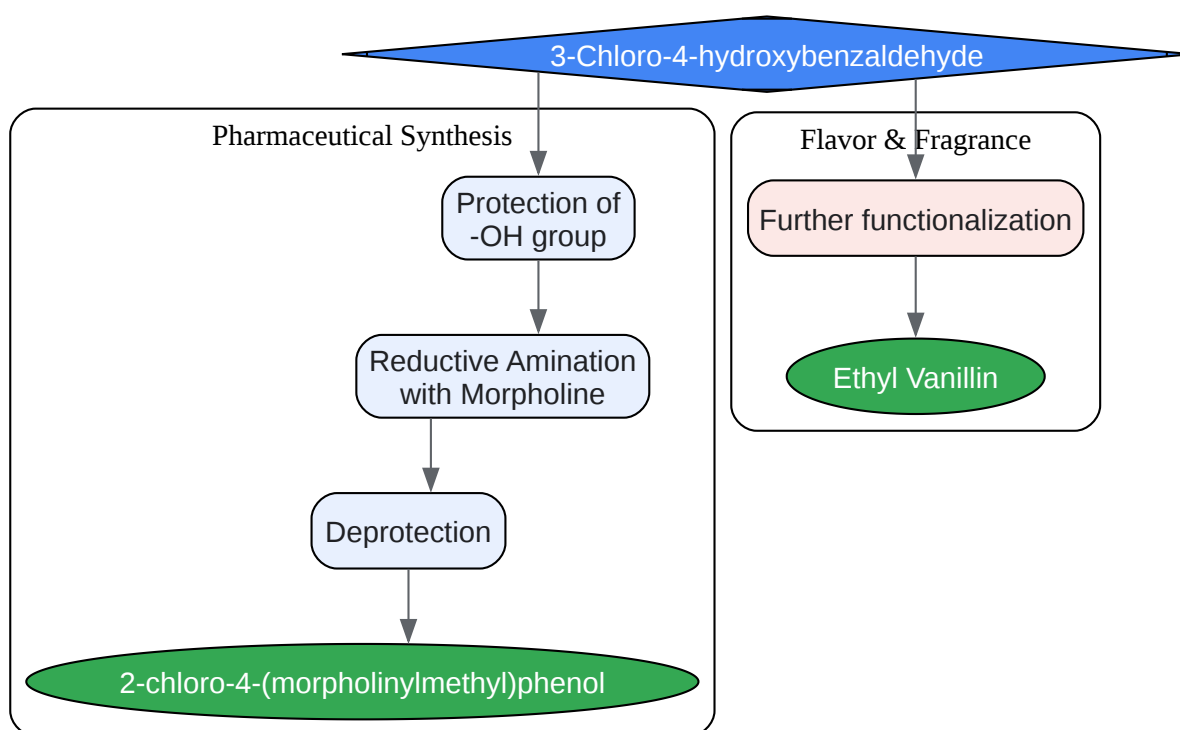 3-Chloro-4-hydroxybenzaldehyde
Pharmaceutical Synthesis
Protection of
-OH group
Reductive Amination
with Morpholine
Deprotection
2-chloro-4-(morpholinylmethyl)phenol
Flavor & Fragrance
Further functionalization
Ethyl Vanillin